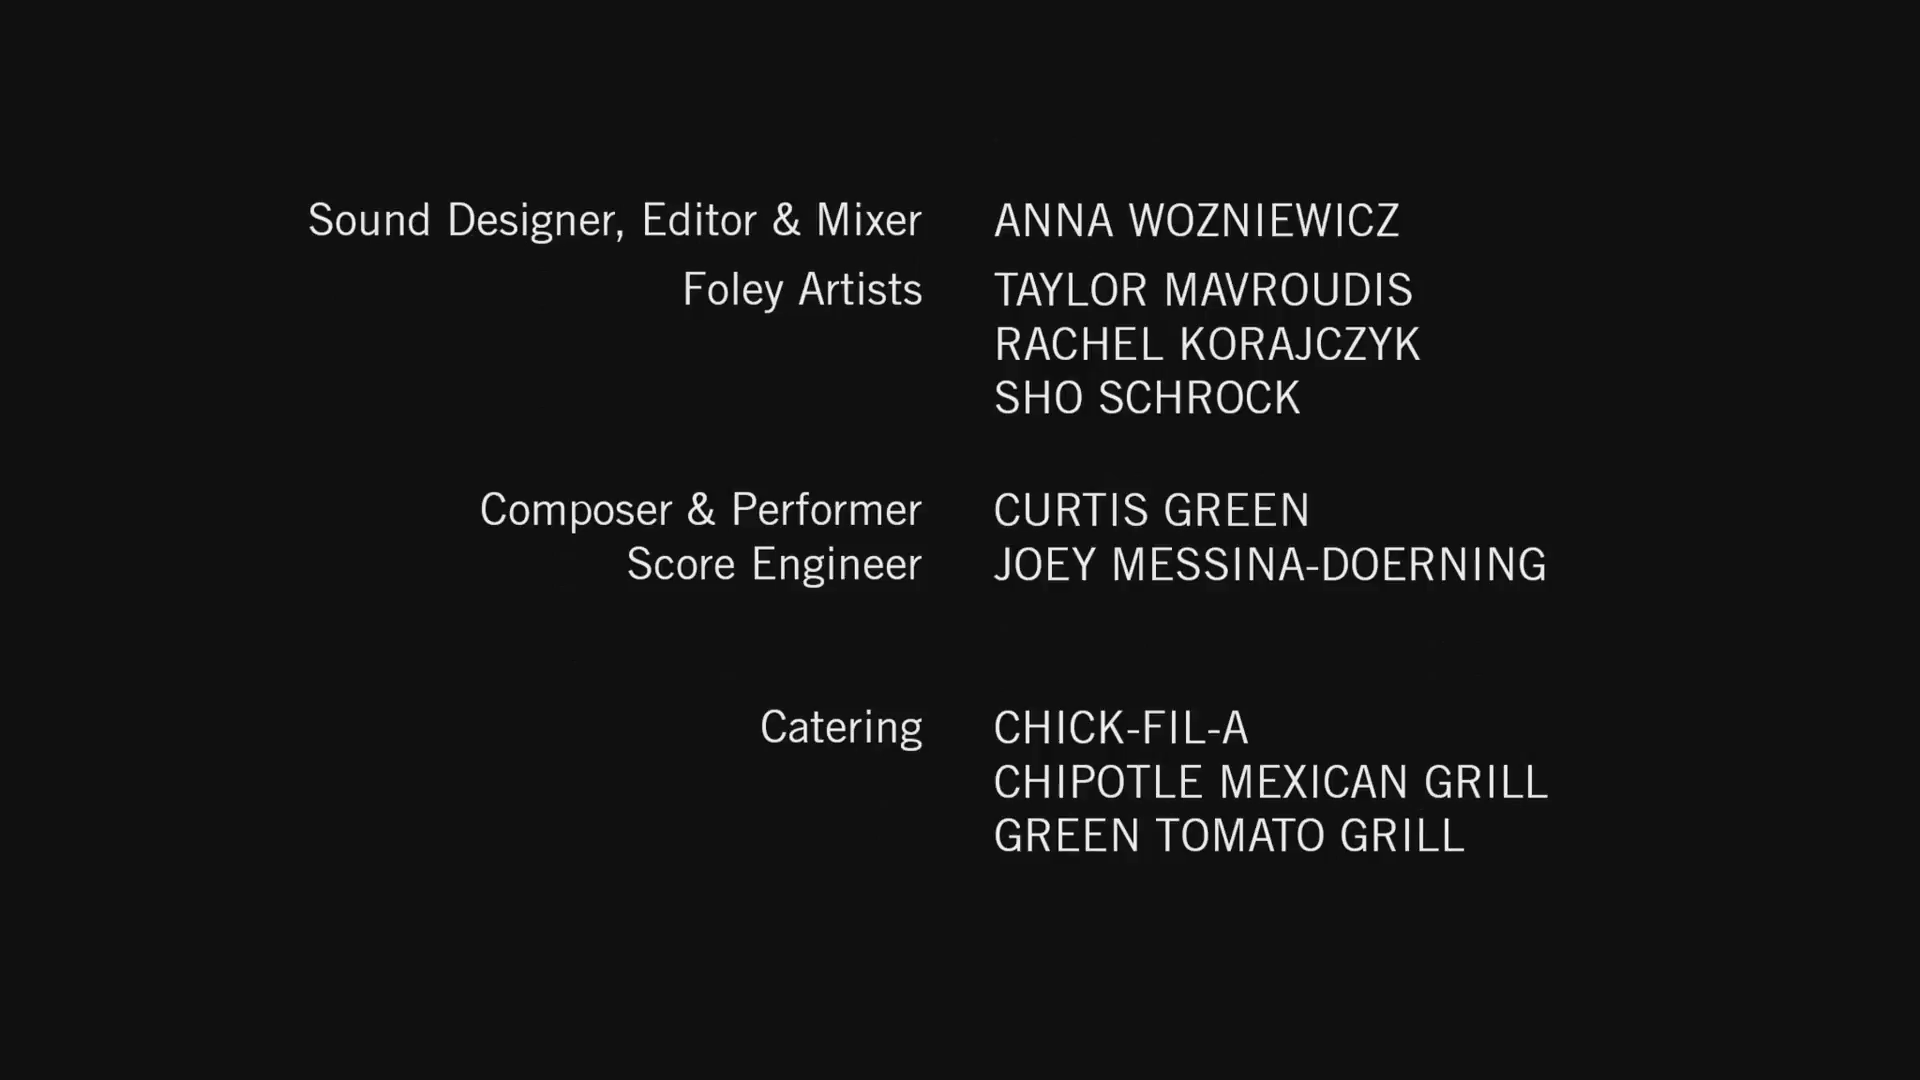 Sound Designer, Editor & Mixer ANNA WOZNIEWICZ
Foley Artists TAYLOR MAVROUDIS
RACHEL KORAJCZYK
SHO SCHROCK
Composer & Performer CURTIS GREEN
Score Engineer JOEY MESSINA-DOERNING
Catering CHICK-FIL-A
CHIPOTLE MEXICAN GRILL
GREEN TOMATO GRILL